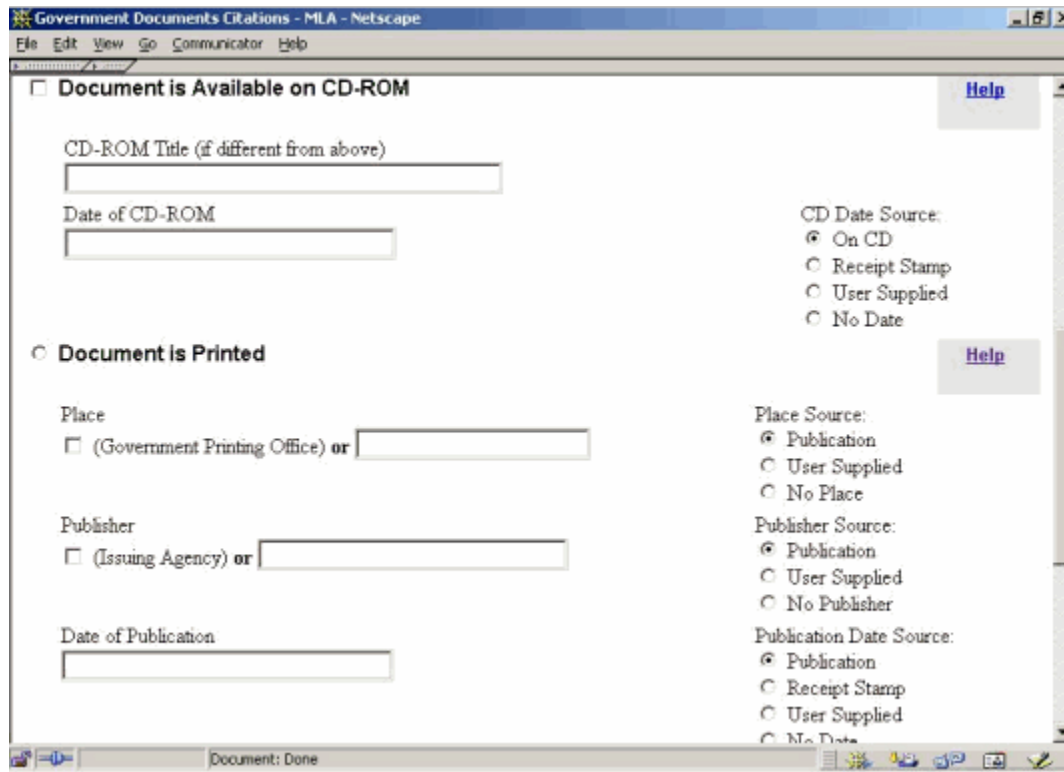 Government Documents Citations - MLA - Netscape
File Edit View Go Communicator Help
Document is Available on CD-ROM
Help
CD-ROM Title (if different from above)
Date of CD-ROM
CD Date Source:
On CD
Receipt Stamp
User Supplied
No Date
Document is Printed
Help
Place
(Government Printing Office) or
Place Source:
Publication
User Supplied
No Place
Publisher
(Issuing Agency) or
Publisher Source:
Publication
User Supplied
No Publisher
Date of Publication
Publication Date Source:
Publication
Receipt Stamp
User Supplied
No Date
Document: Done